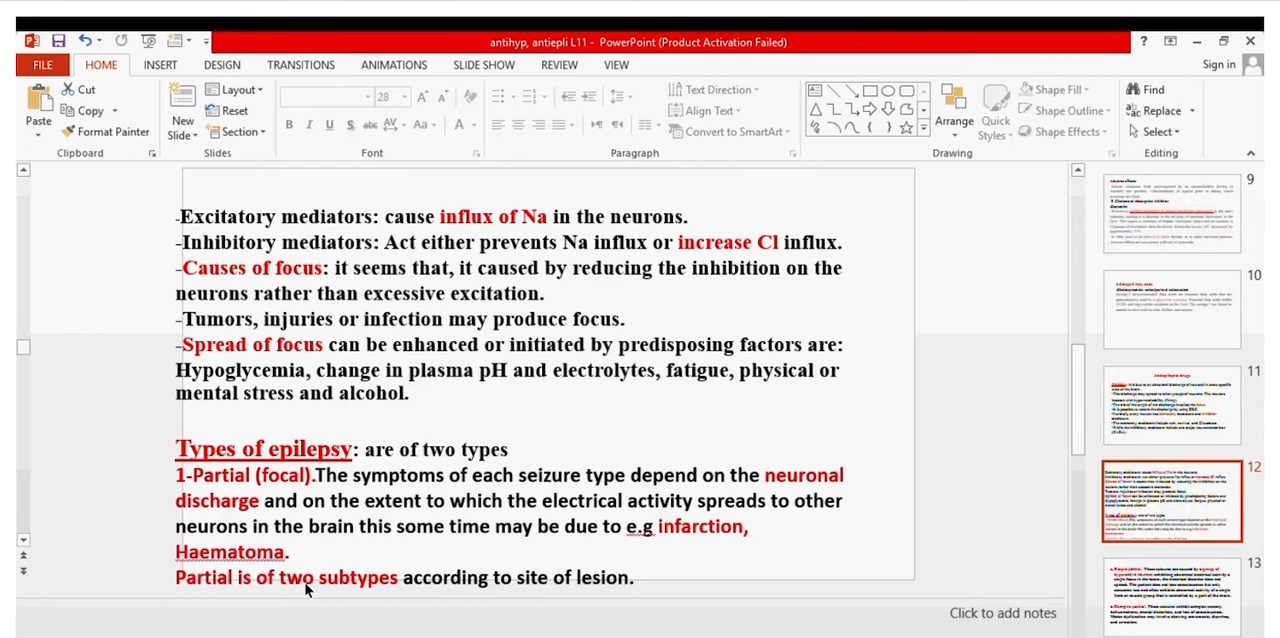 antihyp, antiepli L11 - PowerPoint (Product Activation Failed)
FILE HOME INSERT DESIGN TRANSITIONS ANIMATIONS SLIDE SHOW REVIEW VIEW Sign in
Cut
Copy
Format Painter
Paste
Clipboard
New Slide
Layout
Reset
Section
Slides
28
B I U S abc AV Aa A
Font
Text Direction
Align Text
Convert to SmartArt
Paragraph
Arrange
Quick Styles
Shape Fill
Shape Outline
Shape Effects
Drawing
Find
Replace
Select
Editing
-Excitatory mediators: cause influx of Na in the neurons.
-Inhibitory mediators: Act either prevents Na influx or increase Cl influx.
-Causes of focus: it seems that, it caused by reducing the inhibition on the
neurons rather than excessive excitation.
-Tumors, injuries or infection may produce focus.
-Spread of focus can be enhanced or initiated by predisposing factors are:
Hypoglycemia, change in plasma pH and electrolytes, fatigue, physical or
mental stress and alcohol.
Types of epilepsy: are of two types
1-Partial (focal).The symptoms of each seizure type depend on the neuronal
discharge and on the extent to which the electrical activity spreads to other
neurons in the brain this some time may be due to e.g infarction,
Haematoma.
Partial is of two subtypes according to site of lesion.
Click to add notes
9
10
11
Antiepileptic drugs
12
13